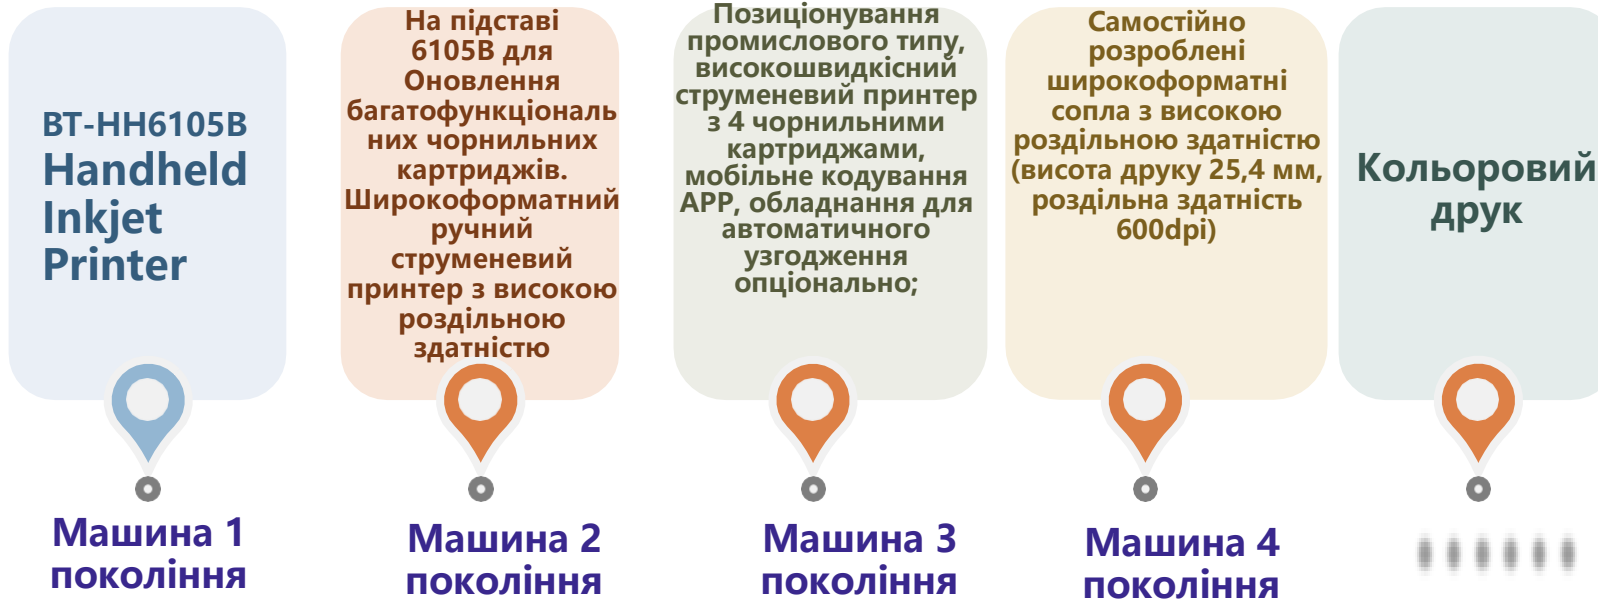 BT-HH6105B
Handheld
Inkjet
Printer
На підставі
6105B для
Оновлення
багатофункціональ
них чорнильних
картриджів.
Широкоформатний
ручний
струменевий
принтер з високою
роздільною
здатністю
Позиціонування
промислового типу,
високошвидкісний
струменевий принтер
з 4 чорнильними
картриджами,
мобільне кодування
APP, обладнання для
автоматичного
узгодження
опціонально;
Самостійно
розроблені
широкоформатні
сопла з високою
роздільною здатністю
(висота друку 25,4 мм,
роздільна здатність
600dpi)
Кольоровий
друк
Машина 1
покоління
Машина 2
покоління
Машина 3
покоління
Машина 4
покоління